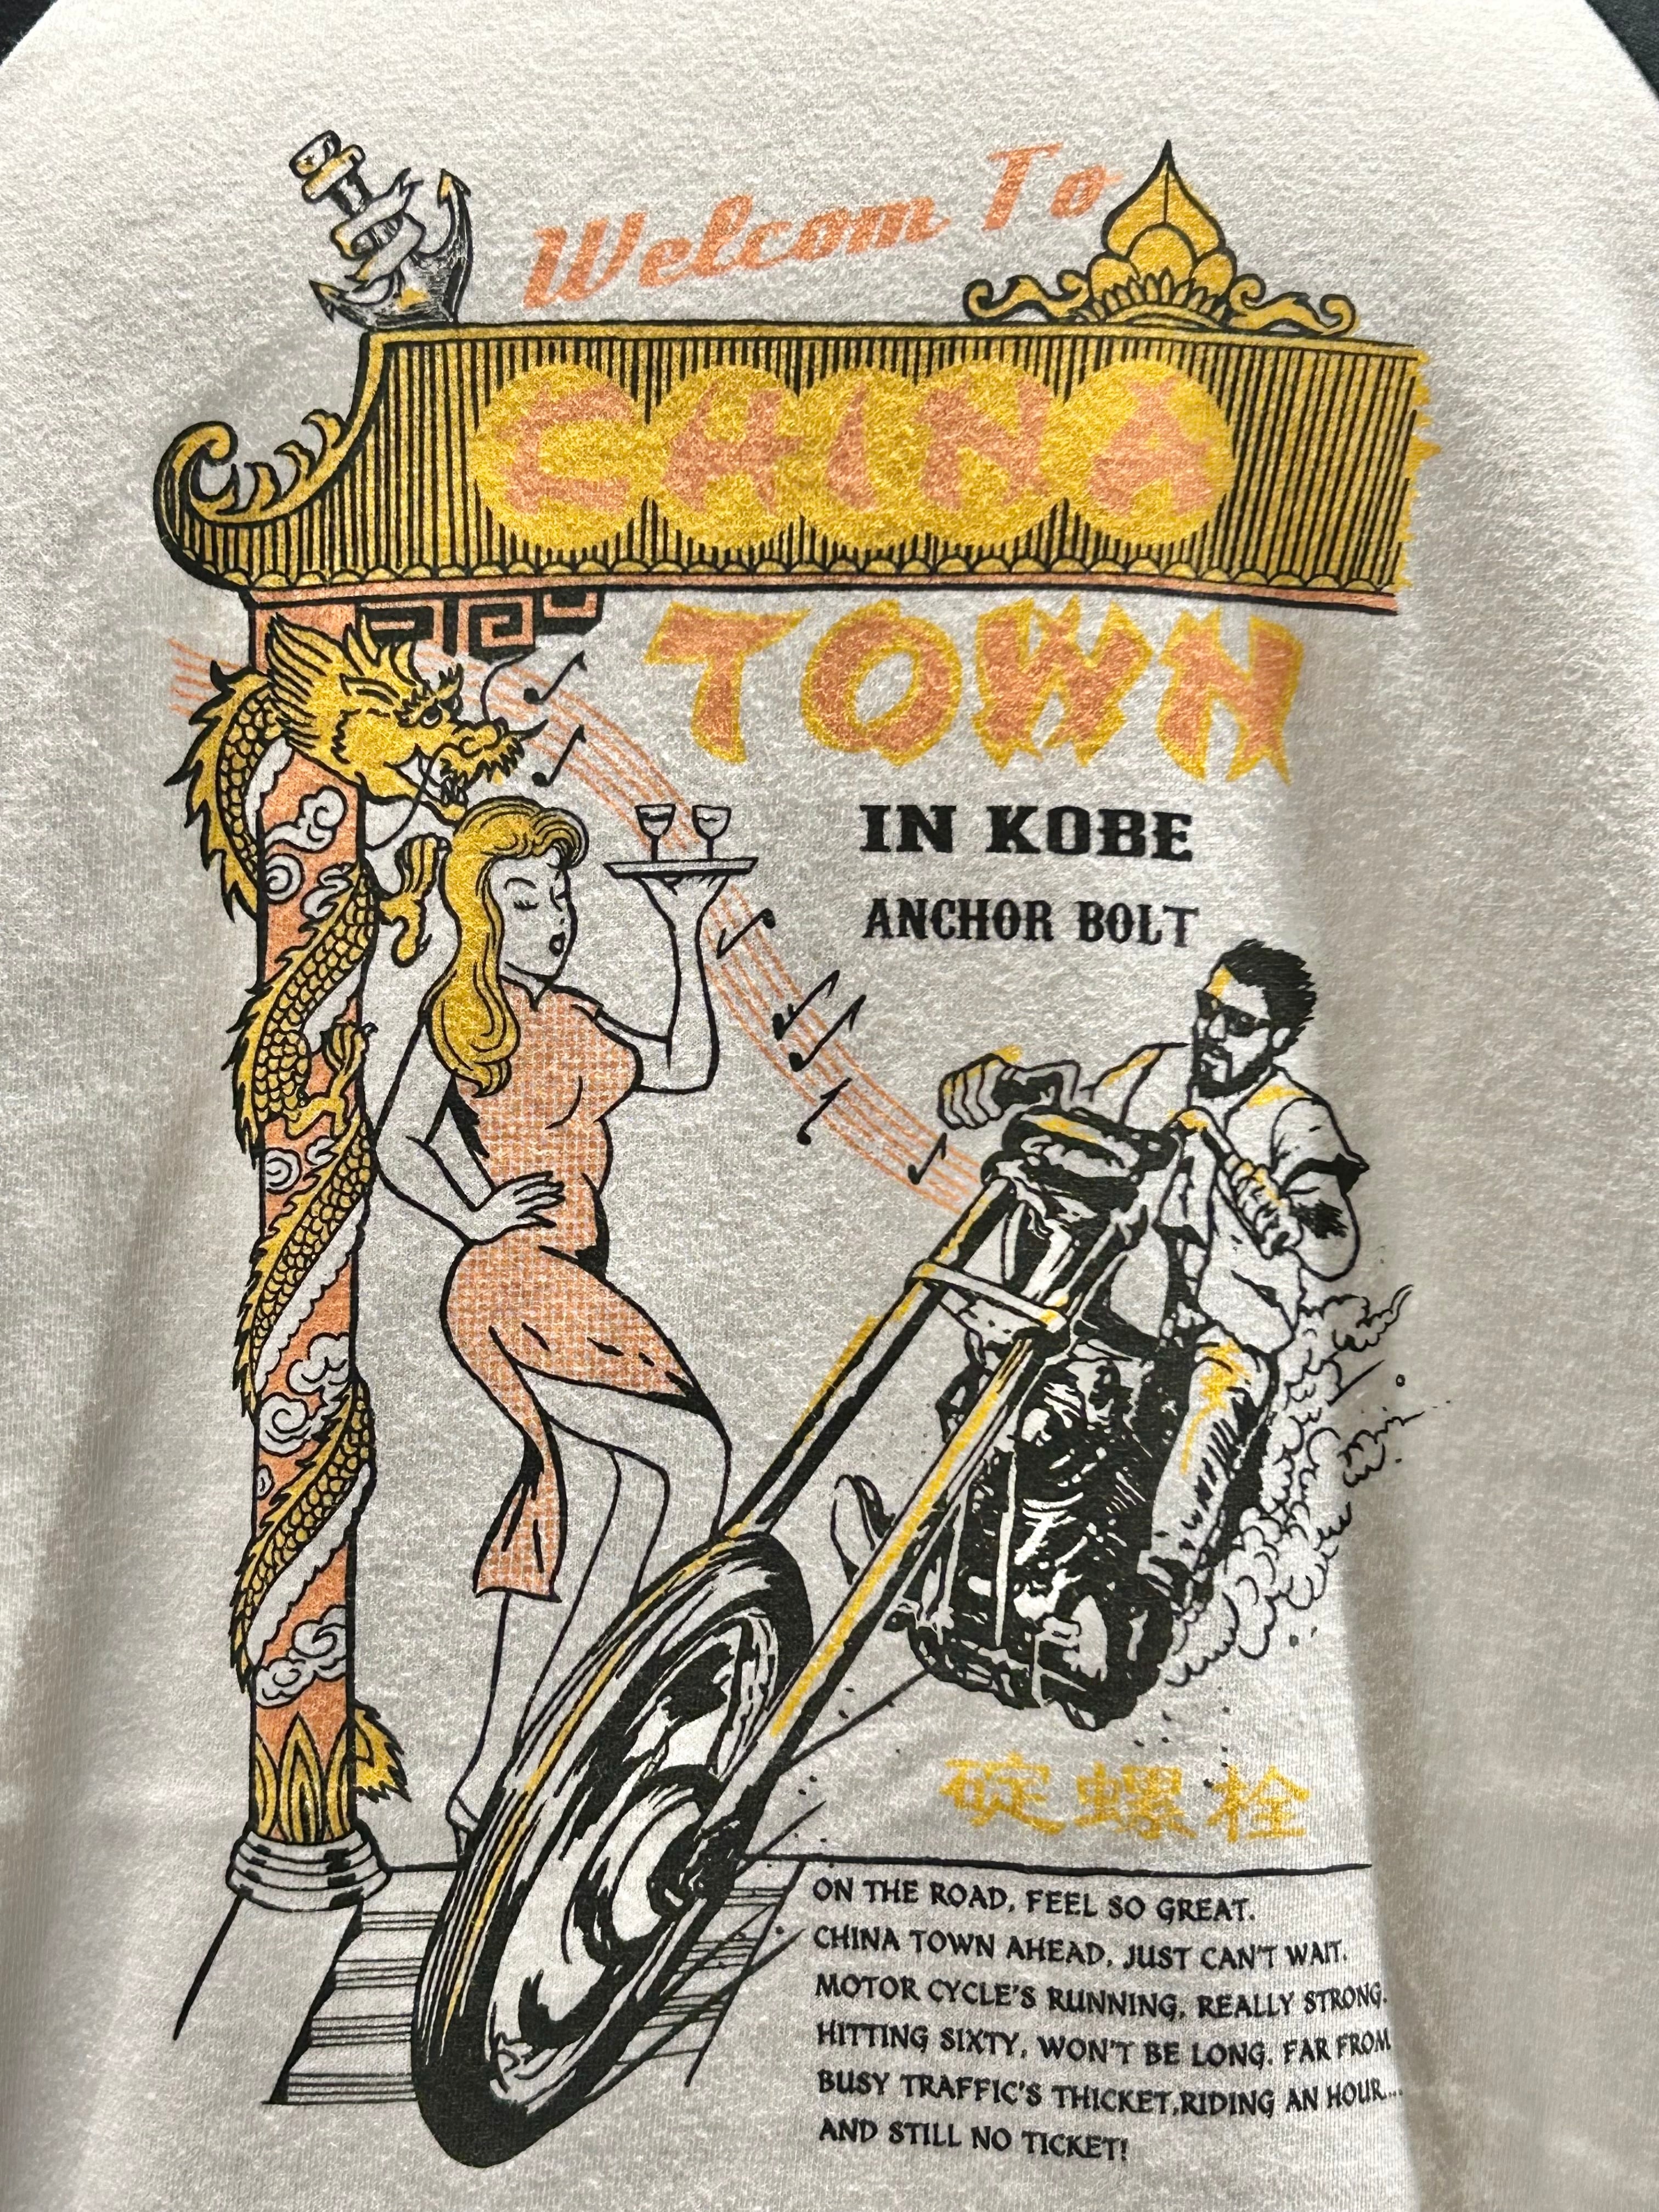 Welcom To
CHINA
TOWN
IN KOBE
ANCHOR BOLT
碇螺栓
ON THE ROAD, FEEL SO GREAT.
CHINA TOWN AHEAD, JUST CAN'T WAIT.
MOTOR CYCLE'S RUNNING, REALLY STRONG.
HITTING SIXTY, WON'T BE LONG. FAR FROM
BUSY TRAFFIC'S THICKET,RIDING AN HOUR...
AND STILL NO TICKET!